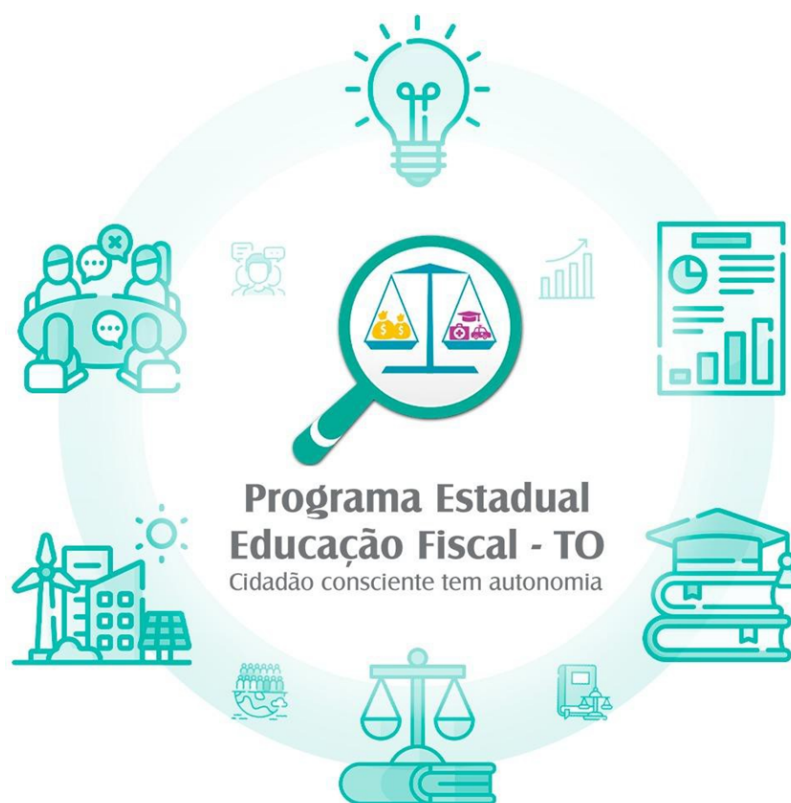 Programa Estadual
Educação Fiscal - TO
Cidadão consciente tem autonomia